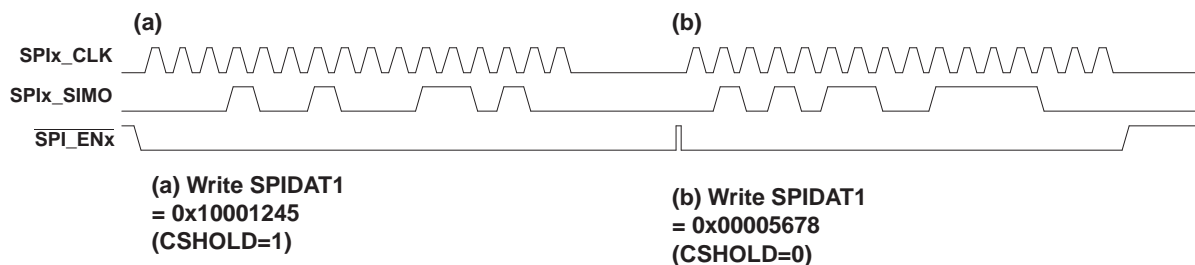 (a) (b)
SPIx_CLK
SPIx_SIMO
SPI_ENx
(a) Write SPIDAT1
= 0x10001245
(CSHOLD=1)
(b) Write SPIDAT1
= 0x00005678
(CSHOLD=0)